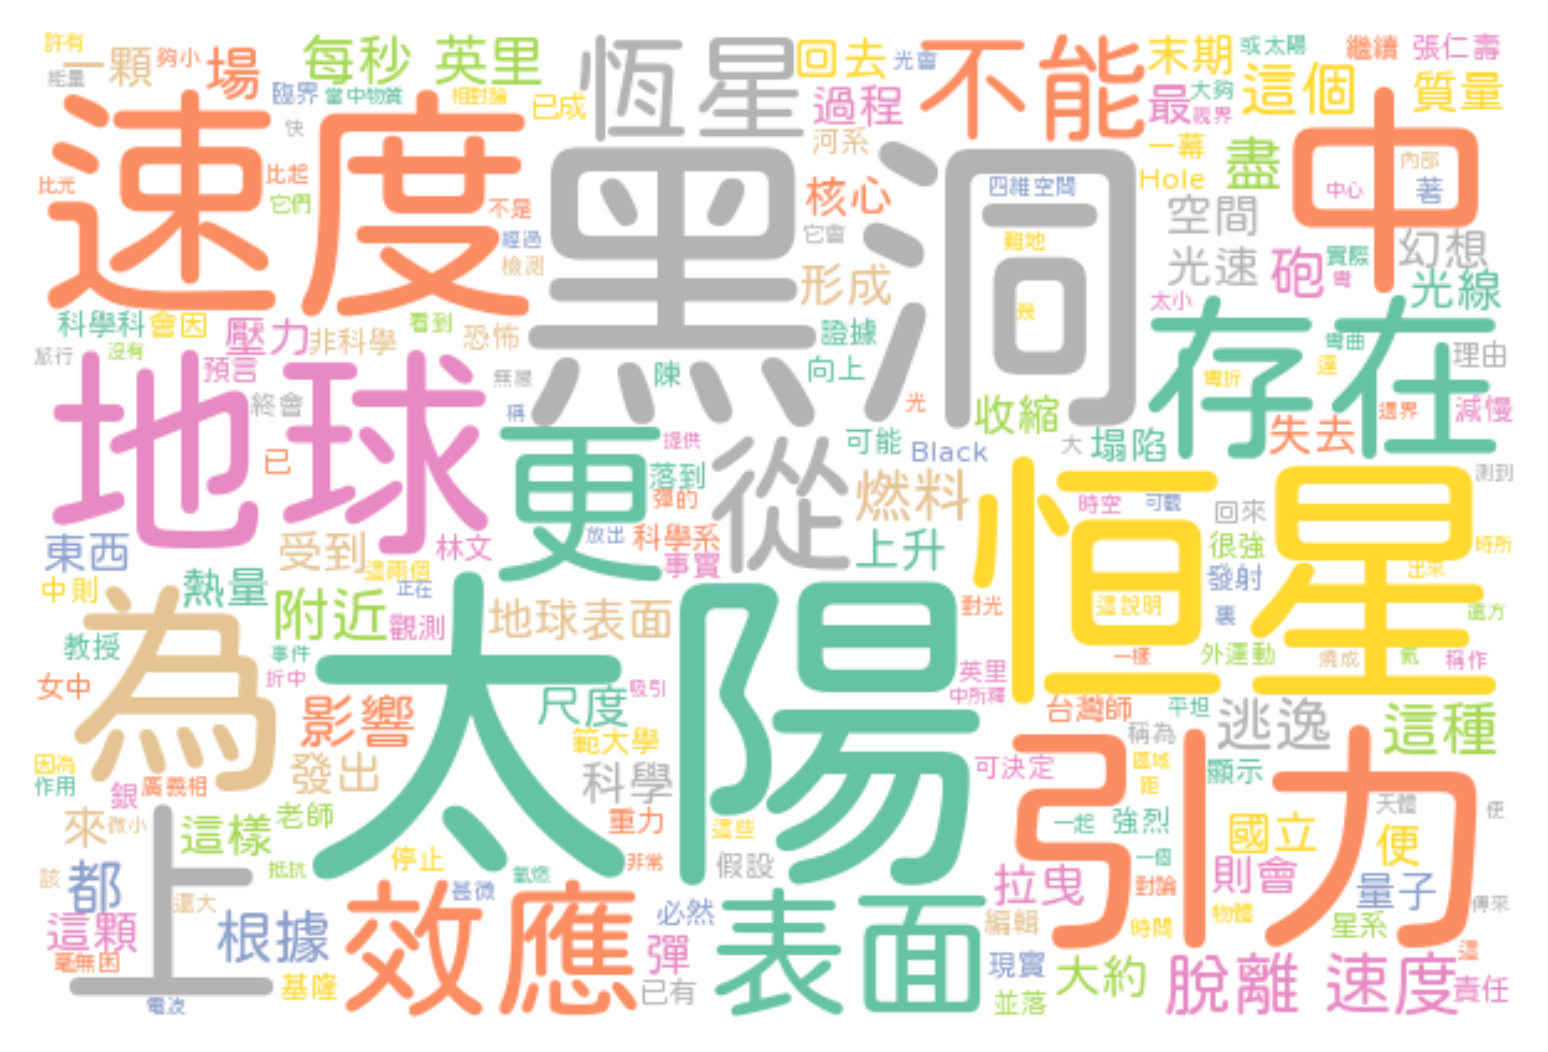 許有 一顆 夠小 場 每秒 英里 恆星 回去 光會 不能 末期 或太陽 繼續 張仁壽
能量 臨界 當中物質 相對論 已成 過程 最 大夠 視界 這個 質量
速度 快 黑洞 河系 一幕 盡 中 內部
比光 比起 它們 不是 核心 四維空間 Hole 中心 著
經過 檢測 它會 難地 空間 幻想
形成 光速 砲 實際 彎 光線
科學科 會因 壓力 非科學 看到 恐怖 證據 太小 存在 彎曲 理由
旅行 沒有 預言 無限 陳 向上 彎折 達
地球 終會 稱 光 收縮 失去 邊界 減慢
已 更 提供 從 可能 Black 大 塌陷
落到 彈的 燃料 恒星 時空 可觀 回來 測到
東西 受到 林文 放出 科學系 事實 上升 很強 時所
中則 熱量 這兩個 正在 發射 出來
為 附近 觀測 地球表面 太陽 對光 這說明 裏 遠方
教授 事件 一樣 外運動 燒成 氦 稱作
女中 折中 影響 尺度 吸引 英里 中所釋 台灣師 平坦 逃逸 這種
因為 作用 發出 範大學 科學 可決定 稱為 區域 距 顯示
銀 廣義相 引力 天體 便
來 微小 上 這樣 老師 重力 這些 一起 強烈 國立 便
該 都 還大 抵抗 停止 氫燃 非常 假設 拉曳 一個 對論 則會 量子
這顆 根據 效應 甚微 必然 表面 編輯 時間 物體 星系 傳來
毫無困 基隆 彈 已有 現實 大約 脫離 速度 這 責任
電波 並落